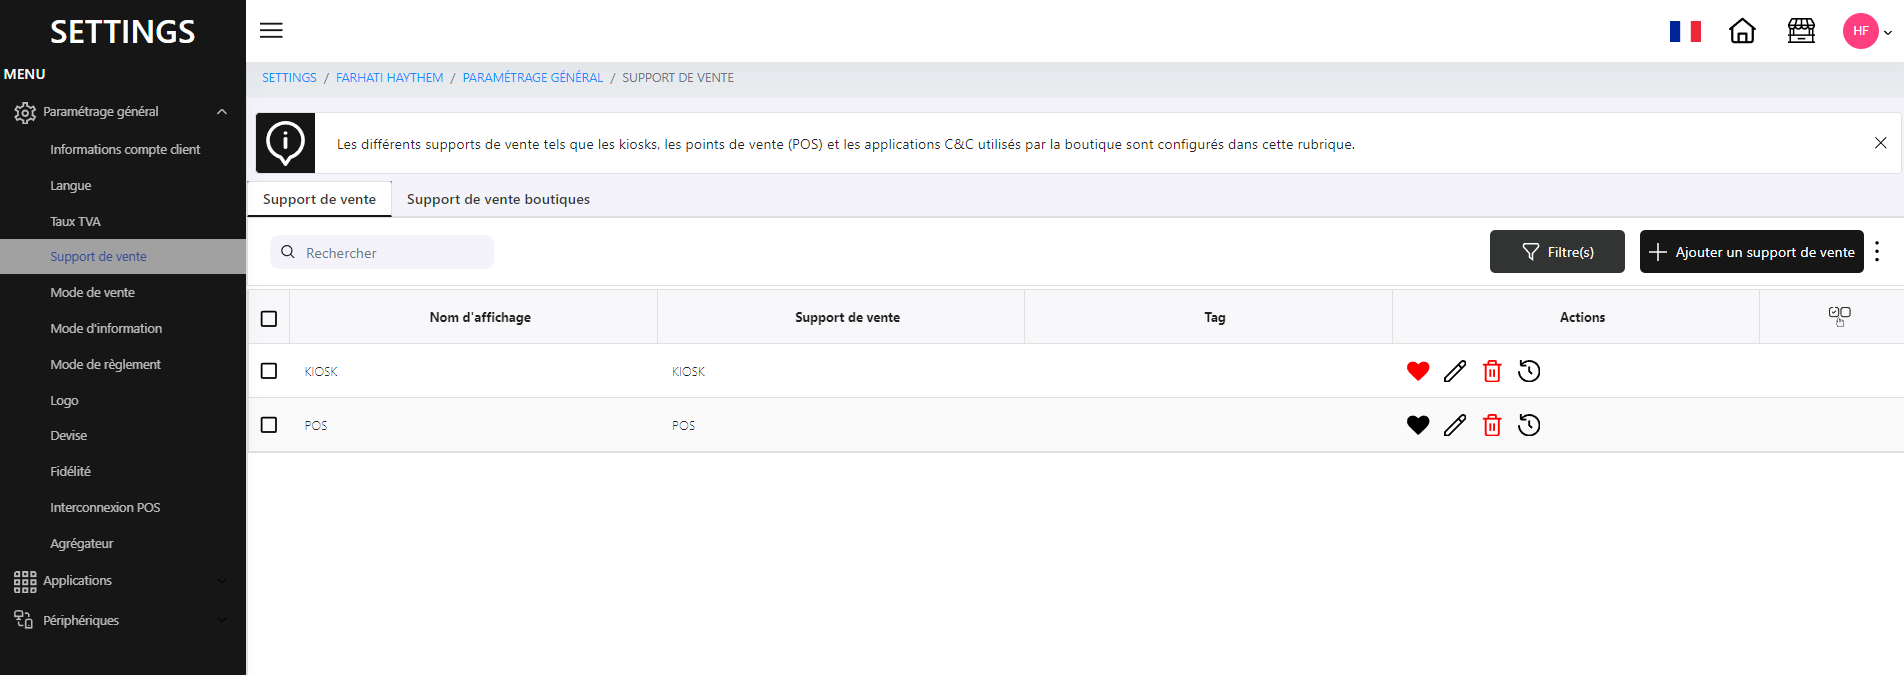 SETTINGS
MENU
Paramétrage général
Informations compte client
Langue
Taux TVA
Support de vente
Mode de vente
Mode d'information
Mode de règlement
Logo
Devise
Fidélité
Interconnexion POS
Agrégateur
Applications
Périphériques
HF
SETTINGS / FARHATI HAYTHEM / PARAMÉTRAGE GÉNÉRAL / SUPPORT DE VENTE
Les différents supports de vente tels que les kiosks, les points de vente (POS) et les applications C&C utilisés par la boutique sont configurés dans cette rubrique.
Support de vente Support de vente boutiques
Rechercher Filtre(s) Ajouter un support de vente
Nom d'affichage Support de vente Tag Actions
KIOSK KIOSK
POS POS